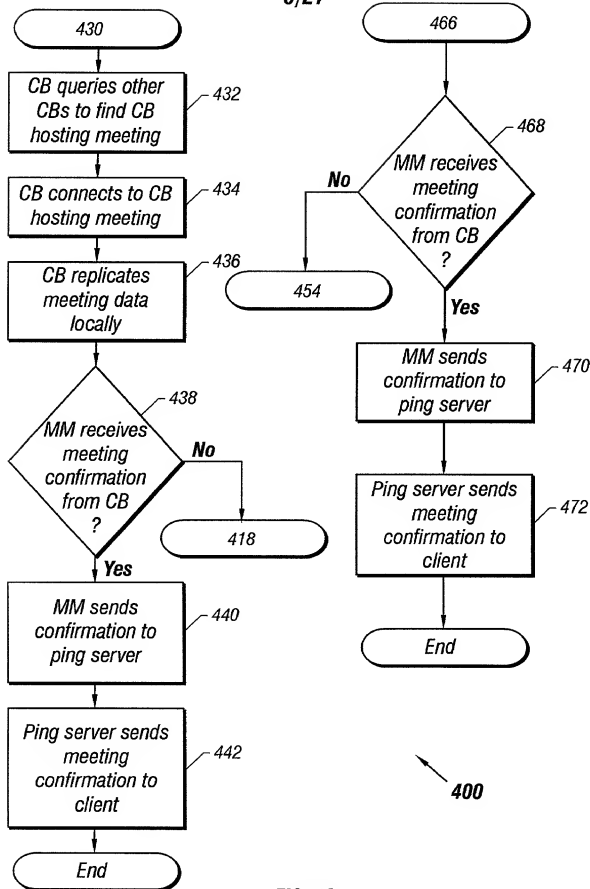 430
CB queries other
CBs to find CB
hosting meeting
432
CB connects to CB
hosting meeting
434
CB replicates
meeting data
locally
436
MM receives
meeting
confirmation
from CB
?
438
No
418
Yes
MM sends
confirmation to
ping server
440
Ping server sends
meeting
confirmation to
client
442
End
466
MM receives
meeting
confirmation
from CB
?
468
No
454
Yes
MM sends
confirmation to
ping server
470
Ping server sends
meeting
confirmation to
client
472
End
400